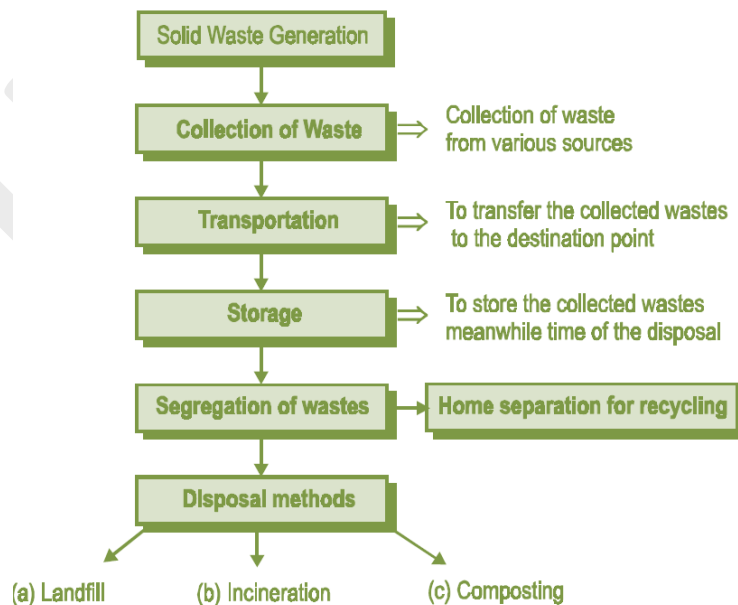 Solid Waste Generation
Collection of Waste
Collection of waste
from various sources
Transportation
To transfer the collected wastes
to the destination point
Storage
To store the collected wastes
meanwhile time of the disposal
Segregation of wastes
Home separation for recycling
Disposal methods
(a) Landfill
(b) Incineration
(c) Composting